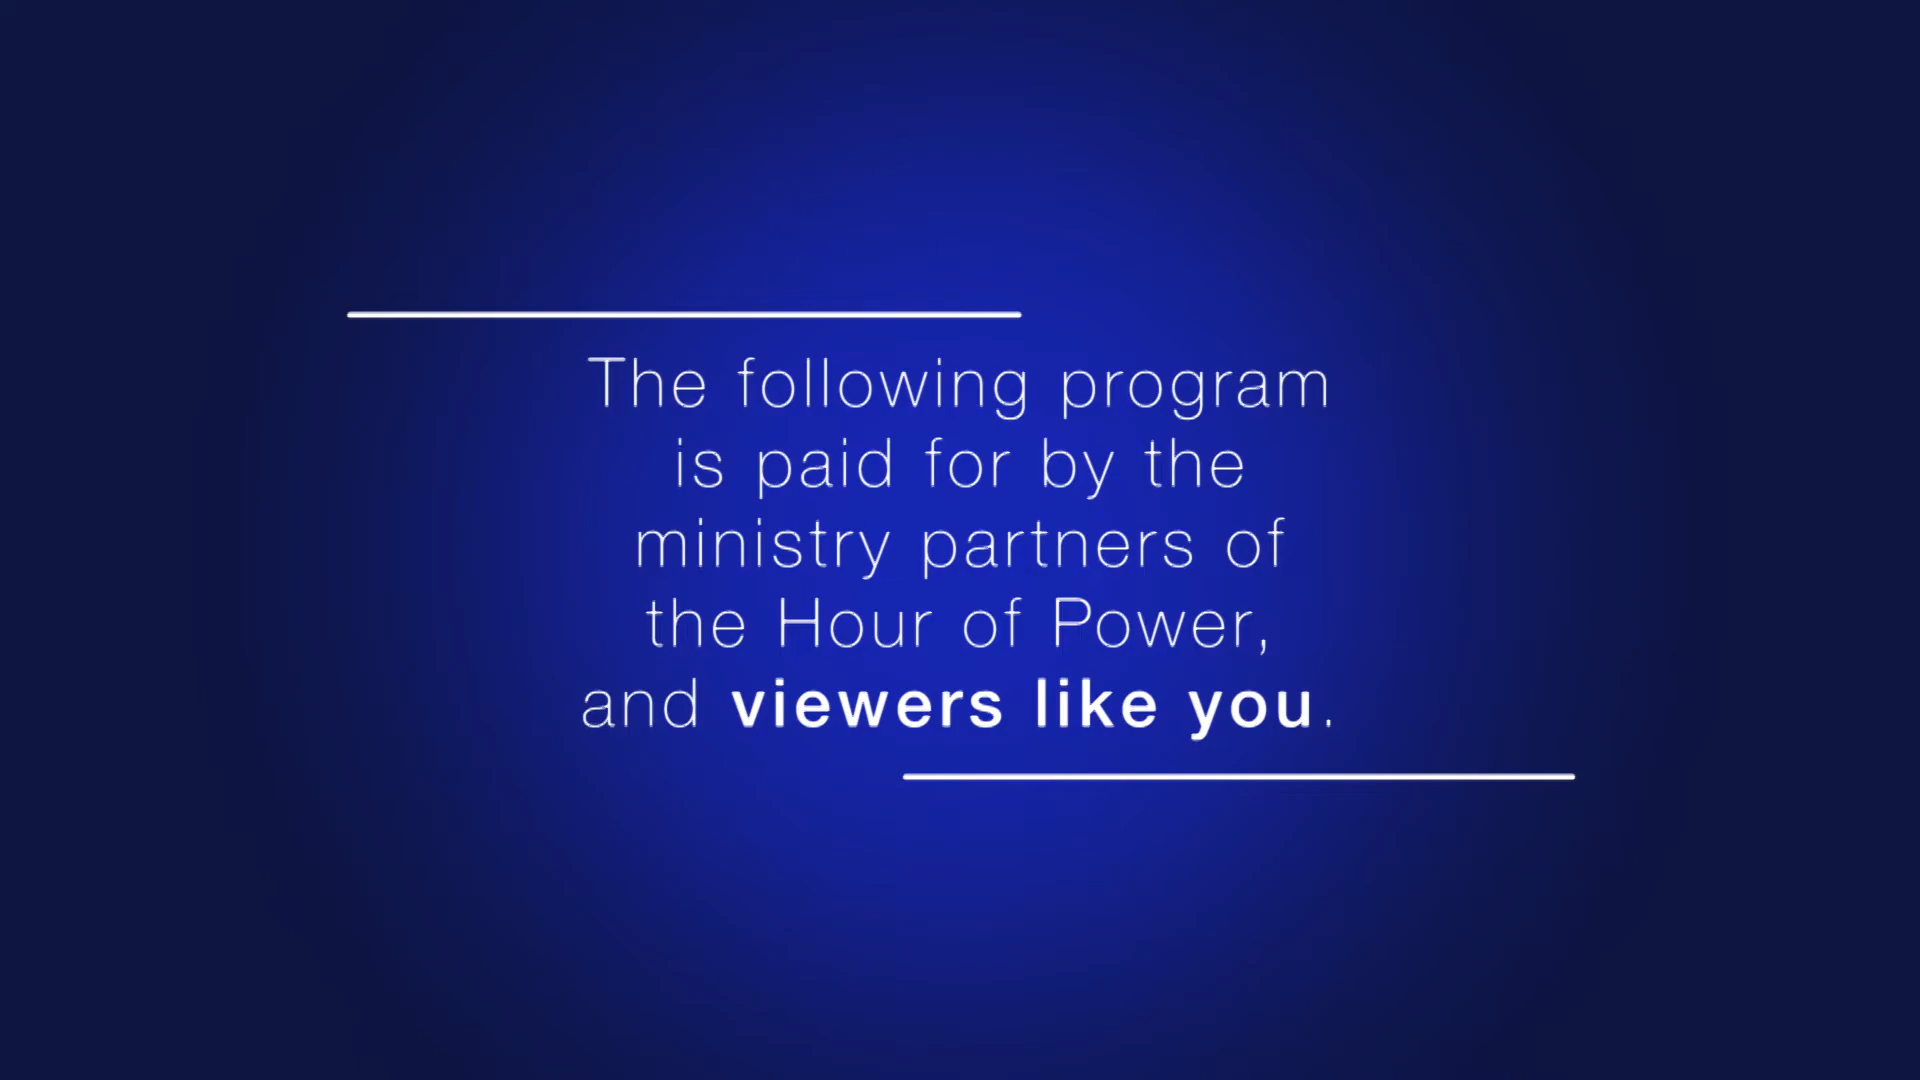 The following program
is paid for by the
ministry partners of
the Hour of Power,
and viewers like you.